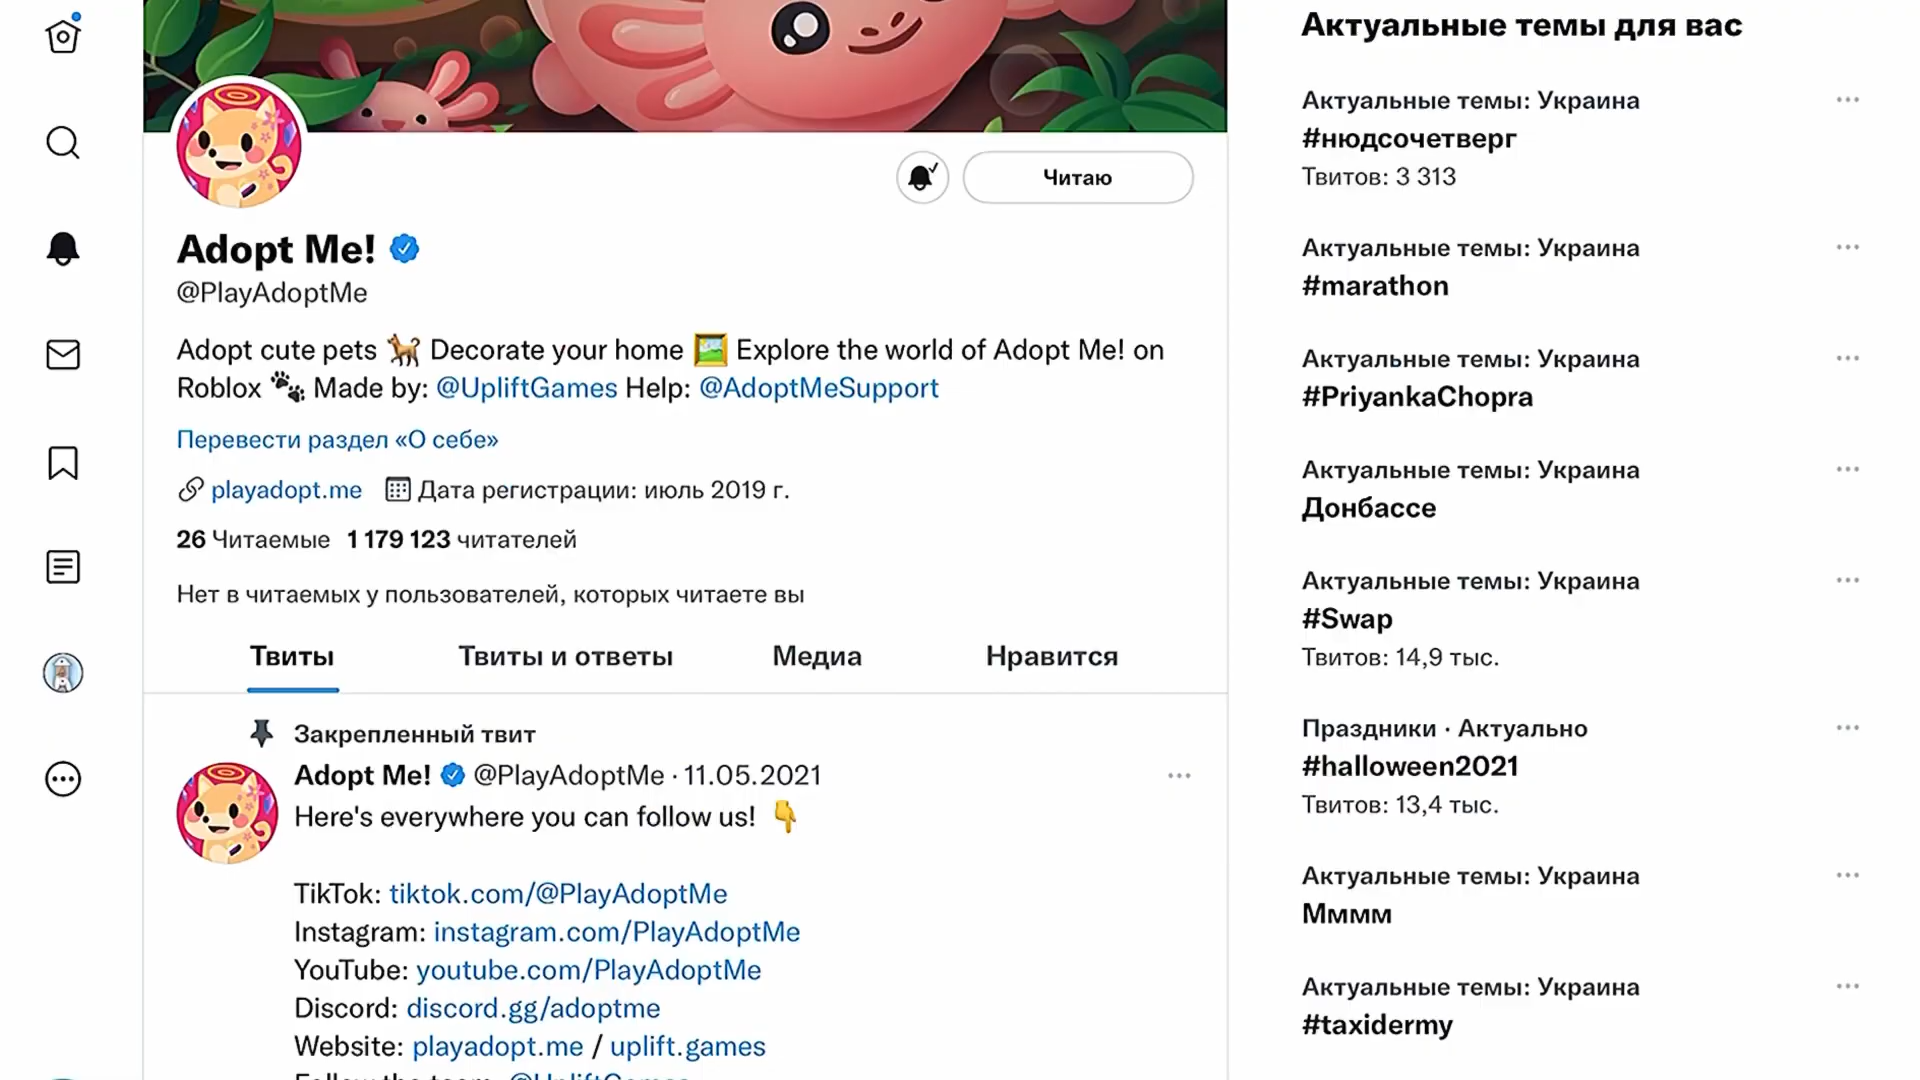 Adopt Me!
@PlayAdoptMe
Читаю
Adopt cute pets 🐕 Decorate your home 🖼️ Explore the world of Adopt Me! on
Roblox 🐾 Made by: @UpliftGames Help: @AdoptMeSupport
Перевести раздел «О себе»
playadopt.me Дата регистрации: июль 2019 г.
26 Читаемые 1 179 123 читателей
Нет в читаемых у пользователей, которых читаете вы
Твиты Твиты и ответы Медиа Нравится
Закрепленный твит
Adopt Me! @PlayAdoptMe · 11.05.2021
Here's everywhere you can follow us! 👇
TikTok: tiktok.com/@PlayAdoptMe
Instagram: instagram.com/PlayAdoptMe
YouTube: youtube.com/PlayAdoptMe
Discord: discord.gg/adoptme
Website: playadopt.me / uplift.games
Follow the team: @UpliftGames
Актуальные темы для вас
Актуальные темы: Украина
#нюдсочетверг
Твитов: 3 313
Актуальные темы: Украина
#marathon
Актуальные темы: Украина
#PriyankaChopra
Актуальные темы: Украина
Донбассе
Актуальные темы: Украина
#Swap
Твитов: 14,9 тыс.
Праздники · Актуально
#halloween2021
Твитов: 13,4 тыс.
Актуальные темы: Украина
Мммм
Актуальные темы: Украина
#taxidermy